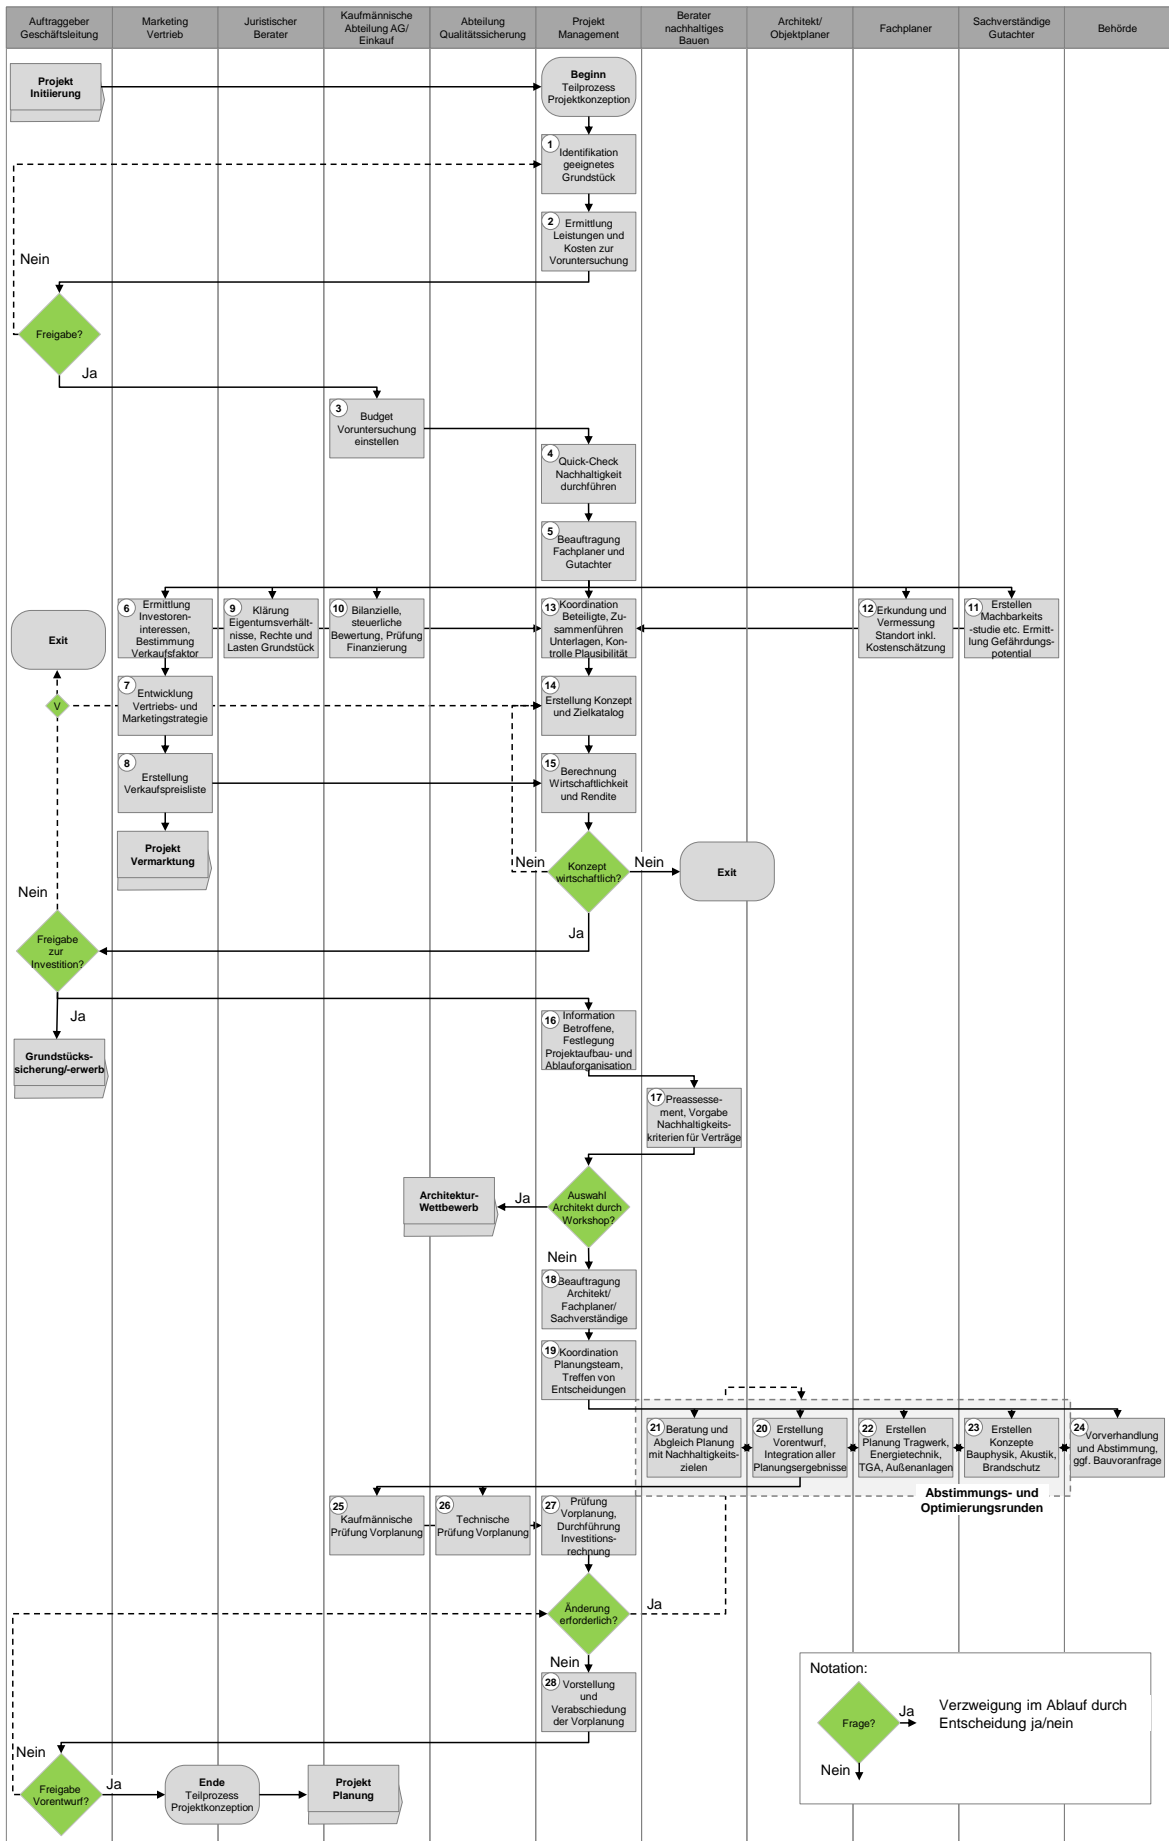 Auftraggeber
Geschäftsleitung
Marketing
Vertrieb
Juristischer
Berater
Kaufmännische
Abteilung AG/
Einkauf
Abteilung
Qualitätssicherung
Projekt
Management
Berater
nachhaltiges
Bauen
Architekt/
Objektplaner
Fachplaner
Sachverständige
Gutachter
Behörde
Projekt
Initiierung
Beginn
Teilprozess
Projektkonzeption
1
Identifikation
geeignetes
Grundstück
2
Ermittlung
Leistungen und
Kosten zur
Voruntersuchung
Nein
Freigabe?
Ja
3
Budget
Voruntersuchung
einstellen
4
Quick-Check
Nachhaltigkeit
durchführen
5
Beauftragung
Fachplaner und
Gutachter
Exit
6
Ermittlung
Investoren-
interessen,
Bestimmung
Verkaufsfaktor
9
Klärung
Eigentumsverhält-
nisse, Rechte und
Lasten Grundstück
10
Bilanzielle,
steuerliche
Bewertung, Prüfung
Finanzierung
13
Koordination
Beteiligte, Zu-
sammenführen
Unterlagen, Kon-
trolle Plausibilität
12
Erkundung und
Vermessung
Standort inkl.
Kostenschätzung
11
Erstellen
Machbarkeits
-studie etc. Ermitt-
lung Gefährdungs-
potential
V
7
Entwicklung
Vertriebs- und
Marketingstrategie
14
Erstellung Konzept
und Zielkatalog
8
Erstellung
Verkaufspreisliste
15
Berechnung
Wirtschaftlichkeit
und Rendite
Projekt
Vermarktung
Nein
Konzept
wirtschaftlich?
Nein
Exit
Nein
Ja
Freigabe
zur
Investition?
Ja
Grundstücks-
sicherung/-erwerb
16
Information
Betroffene,
Festlegung
Projektaufbau- und
Ablauforganisation
17
Preassesse-
ment, Vorgabe
Nachhaltigkeits-
kriterien für Verträge
Architektur-
Wettbewerb
Ja
Auswahl
Architekt durch
Workshop?
Nein
18
Beauftragung
Architekt/
Fachplaner/
Sachverständige
19
Koordination
Planungsteam,
Treffen von
Entscheidungen
21
Beratung und
Abgleich Planung
mit Nachhaltigkeits-
zielen
20
Erstellung
Vorentwurf,
Integration aller
Planungsergebnisse
22
Erstellen
Planung Tragwerk,
Energietechnik,
TGA, Außenanlagen
23
Erstellen
Konzepte
Bauphysik, Akustik,
Brandschutz
24
Vorverhandlung
und Abstimmung,
ggf. Bauvoranfrage
Abstimmungs- und
Optimierungsrunden
25
Kaufmännische
Prüfung Vorplanung
26
Technische
Prüfung Vorplanung
27
Prüfung
Vorplanung,
Durchführung
Investitions-
rechnung
Änderung
erforderlich?
Ja
Nein
28
Vorstellung
und
Verabschiedung
der Vorplanung
Nein
Freigabe
Vorentwurf?
Ja
Ende
Teilprozess
Projektkonzeption
Projekt
Planung
Notation:
Frage?
Ja
Nein
Verzweigung im Ablauf durch
Entscheidung ja/nein